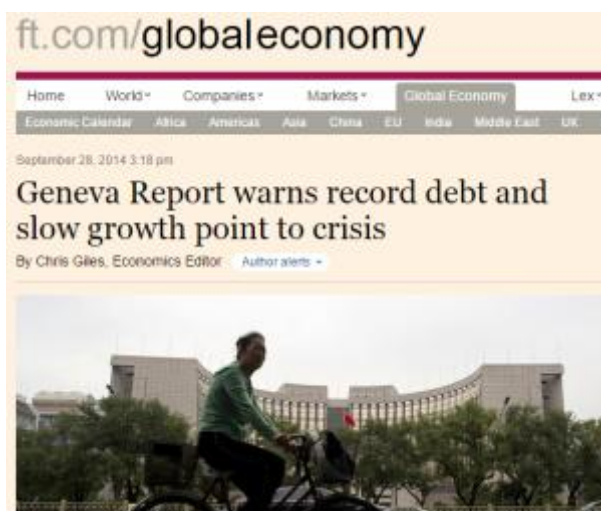 ft.com/globaleconomy
Home World Companies Markets Global Economy Lex
Economic Calendar Africa Americas Asia China EU India Middle East UK
September 28, 2014 3:18 pm
Geneva Report warns record debt and
slow growth point to crisis
By Chris Giles, Economics Editor Author alerts